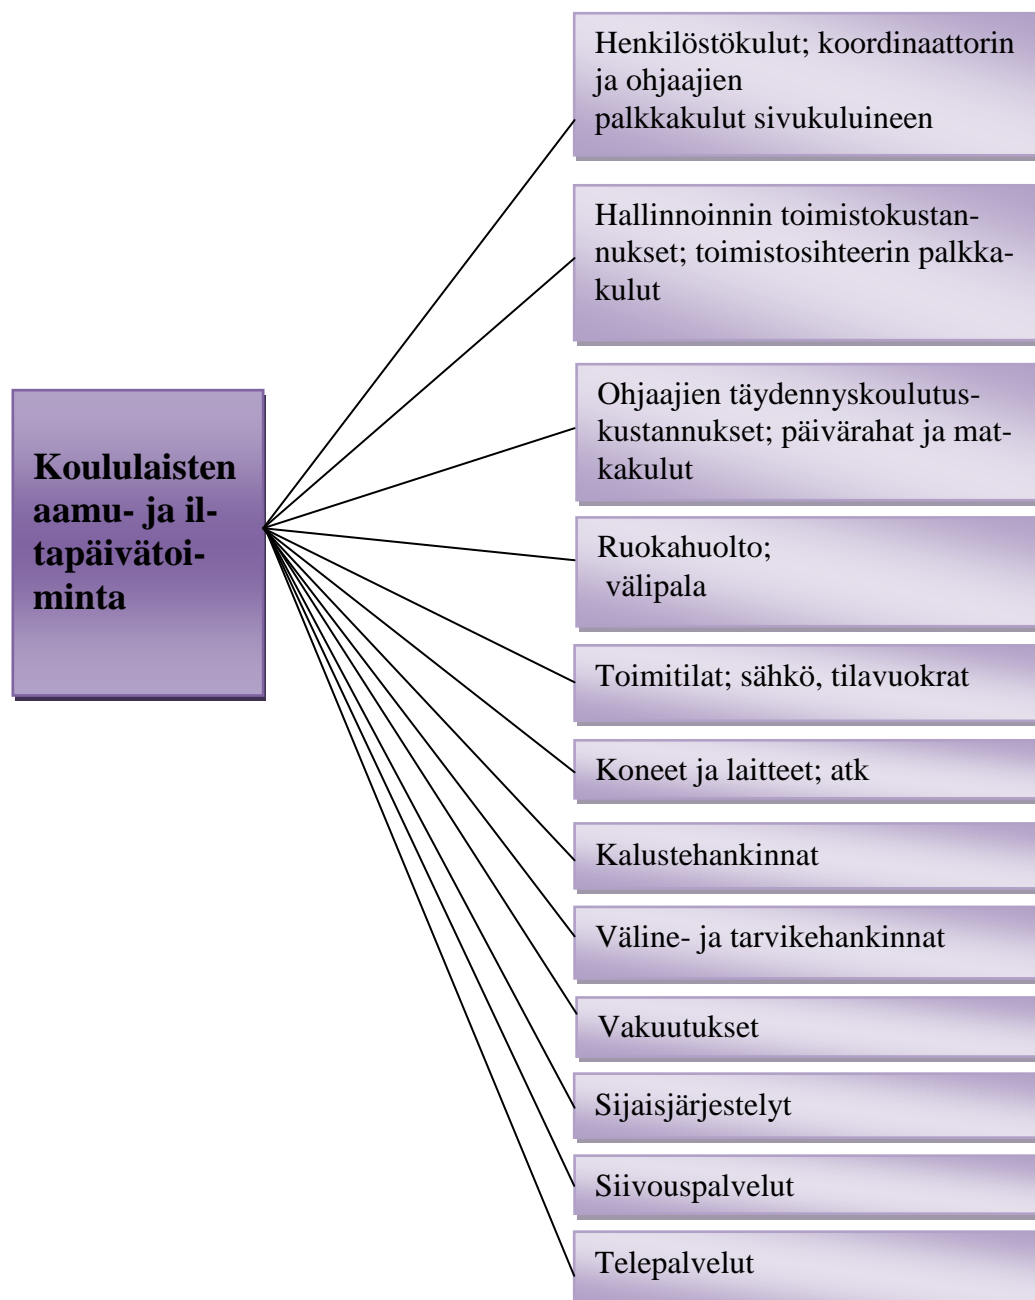 Henkilöstökulut; koordinaattorin
ja ohjaajien
palkkakulut sivukuluineen
Hallinnoinnin toimistokustan-
nukset; toimistosihteerin palkka-
kulut
Ohjaajien täydennyskoulutus-
kustannukset; päivärahat ja mat-
kakulut
Koululaisten
aamu- ja il-
tapäivätoi-
minta
Ruokahuolto;
välipala
Toimitilat; sähkö, tilavuokrat
Koneet ja laitteet; atk
Kalustehankinnat
Väline- ja tarvikehankinnat
Vakuutukset
Sijaisjärjestelyt
Siivouspalvelut
Telepalvelut